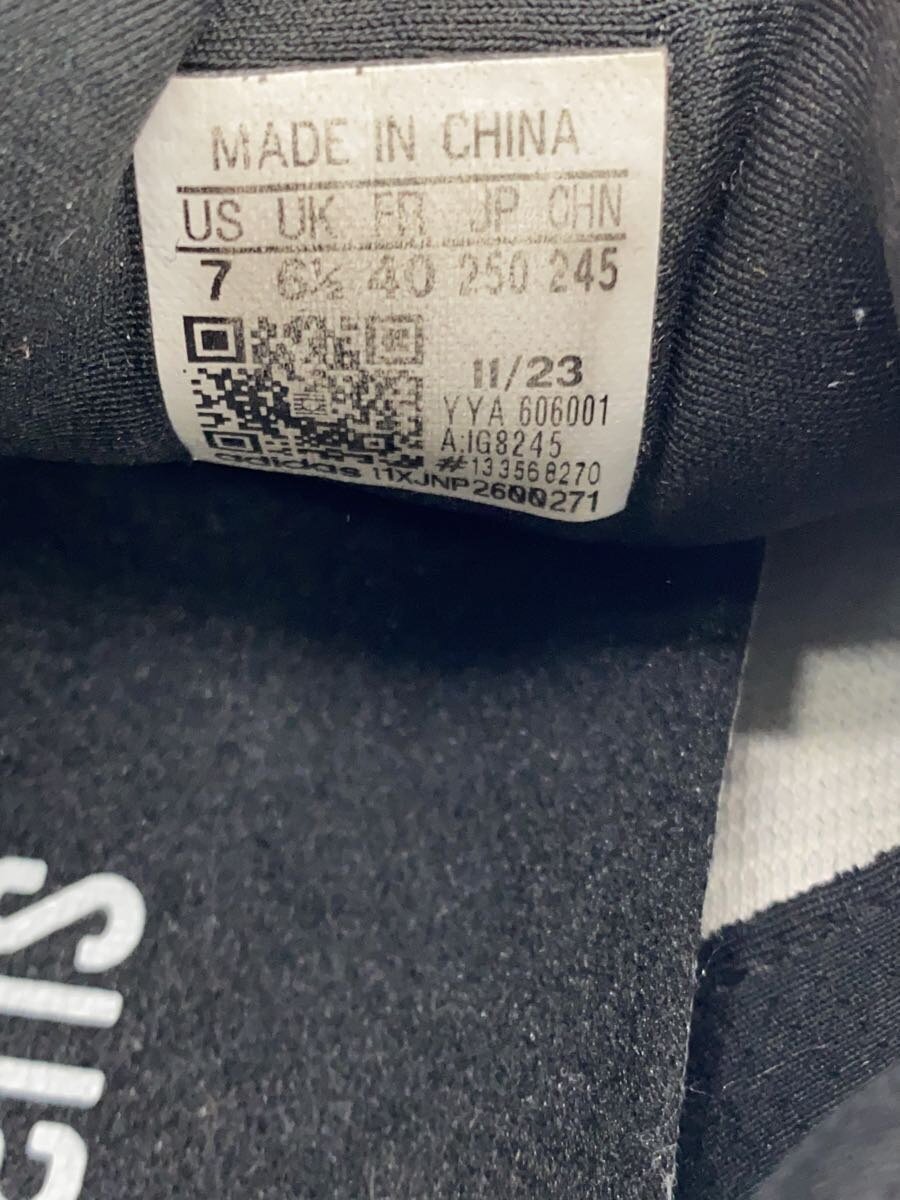 MADE IN CHINA
US UK FR JP CHN
7 6½ 40 250 245
11/23
YYA 606001
A:IG8245
#133568270
adidas 11XJNP2600271